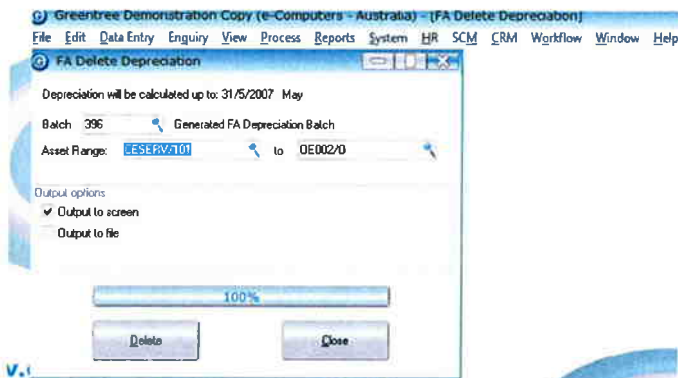 Greentree Demonstration Copy (e-Computers - Australia) - [FA Delete Depreciation]
File Edit Data Entry Enquiry View Process Reports System HR SCM CRM Workflow Window Help
FA Delete Depreciation
Depreciation will be calculated up to: 31/5/2007 May
Batch 396 Generated FA Depreciation Batch
Asset Range: CESERV/101 to OE002/0
Output options
Output to screen
Output to file
100%
Delete Close